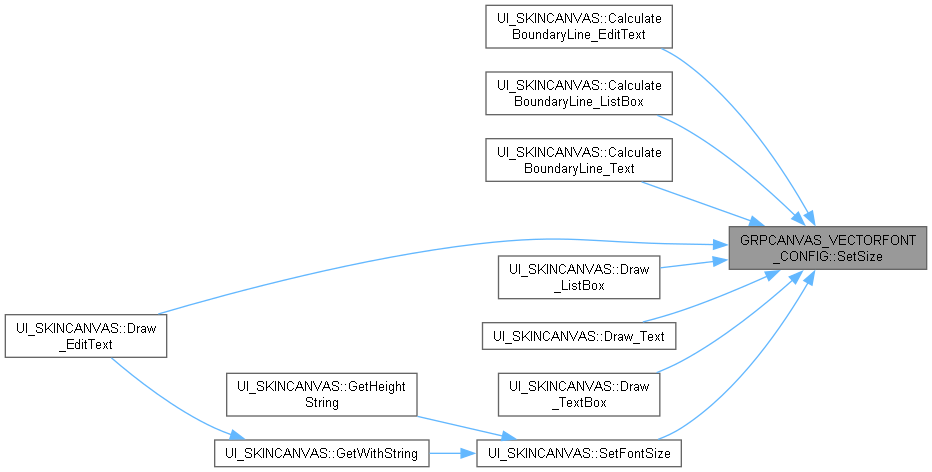 UI_SKINCANVAS::Calculate
BoundaryLine_EditText
UI_SKINCANVAS::Calculate
BoundaryLine_ListBox
UI_SKINCANVAS::Calculate
BoundaryLine_Text
GRPCANVAS_VECTORFONT
_CONFIG::SetSize
UI_SKINCANVAS::Draw
_ListBox
UI_SKINCANVAS::Draw
_EditText
UI_SKINCANVAS::Draw_Text
UI_SKINCANVAS::GetHeight
String
UI_SKINCANVAS::Draw
_TextBox
UI_SKINCANVAS::GetWithString
UI_SKINCANVAS::SetFontSize